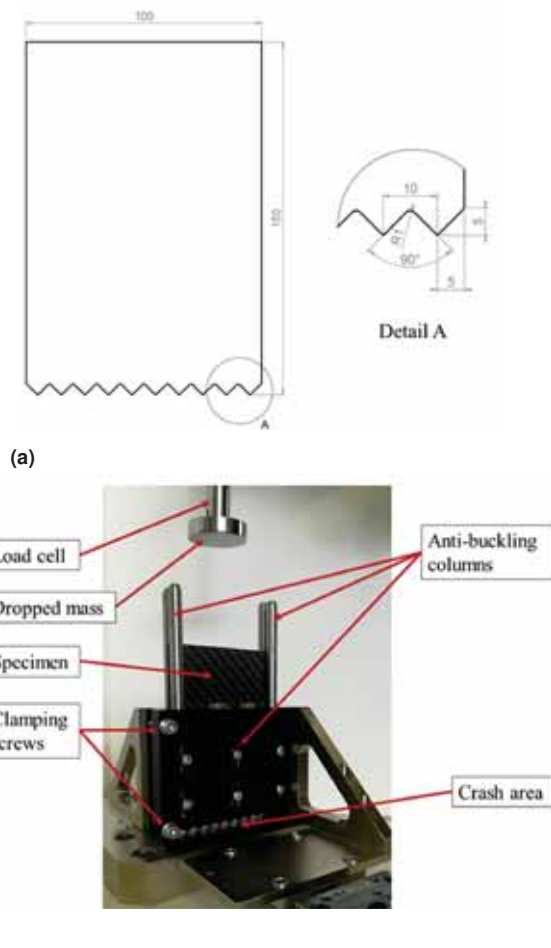 100
150
A
10
R1
90°
5
5
Detail A
(a)
Load cell
Dropped mass
Specimen
Clamping
screws
Anti-buckling
columns
Crash area